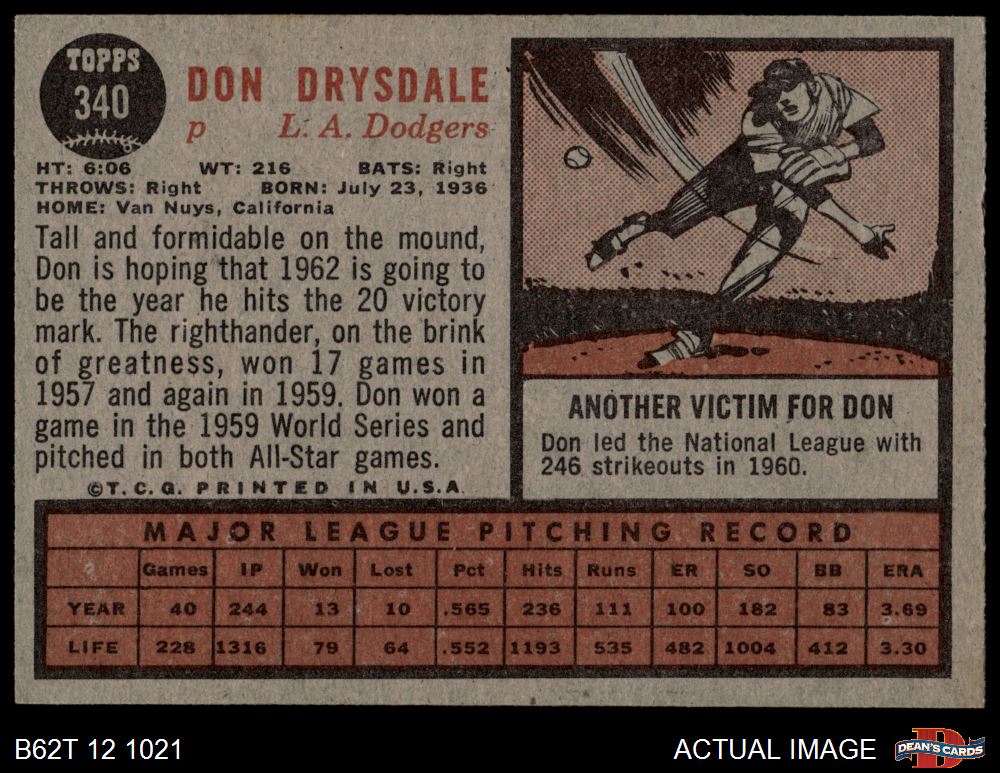 TOPPS
340
DON DRYSDALE
p L. A. Dodgers
HT: 6:06 WT: 216 BATS: Right
THROWS: Right BORN: July 23, 1936
HOME: Van Nuys, California
Tall and formidable on the mound,
Don is hoping that 1962 is going to
be the year he hits the 20 victory
mark. The righthander, on the brink
of greatness, won 17 games in
1957 and again in 1959. Don won a
game in the 1959 World Series and
pitched in both All-Star games.
©T.C.G. PRINTED IN U.S.A.
ANOTHER VICTIM FOR DON
Don led the National League with
246 strikeouts in 1960.
MAJOR LEAGUE PITCHING RECORD
Games IP Won Lost Pct Hits Runs ER SO BB ERA
YEAR 40 244 13 10 .565 236 111 100 182 83 3.69
LIFE 228 1316 79 64 .552 1193 535 482 1004 412 3.30
B62T 12 1021
ACTUAL IMAGE
DEAN'S CARDS